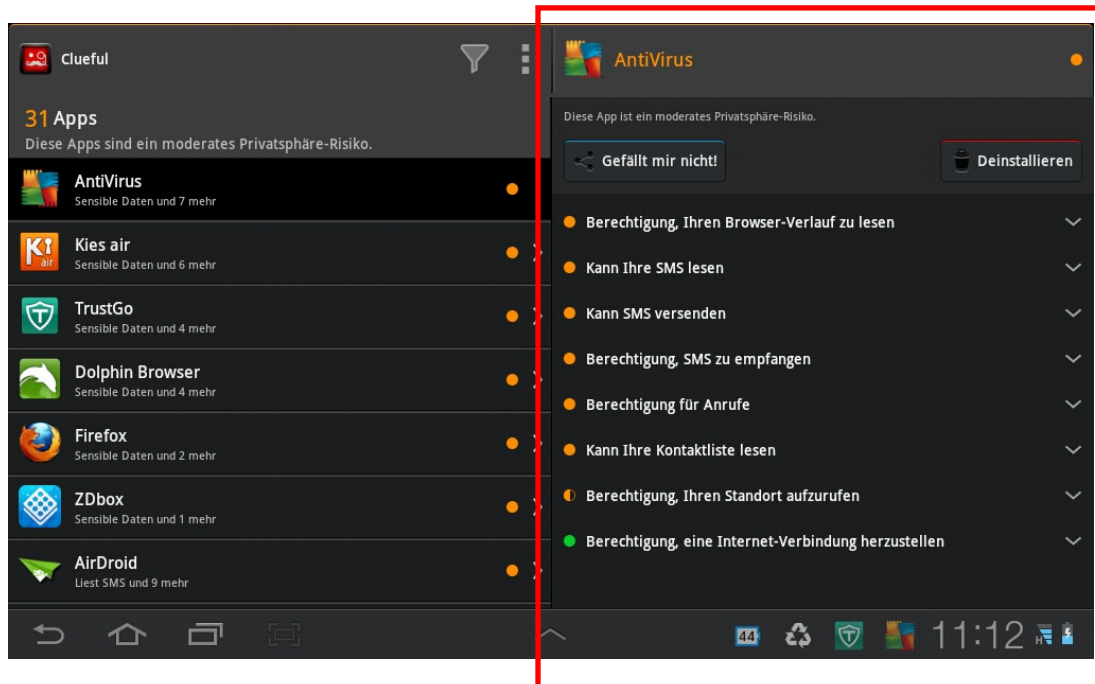 Clueful
31 Apps
Diese Apps sind ein moderates Privatsphäre-Risiko.
AntiVirus
Sensible Daten und 7 mehr
Kies air
Sensible Daten und 6 mehr
TrustGo
Sensible Daten und 4 mehr
Dolphin Browser
Sensible Daten und 4 mehr
Firefox
Sensible Daten und 2 mehr
ZDbox
Sensible Daten und 1 mehr
AirDroid
Liest SMS und 9 mehr
AntiVirus
Diese App ist ein moderates Privatsphäre-Risiko.
Gefällt mir nicht!
Deinstallieren
Berechtigung, Ihren Browser-Verlauf zu lesen
Kann Ihre SMS lesen
Kann SMS versenden
Berechtigung, SMS zu empfangen
Berechtigung für Anrufe
Kann Ihre Kontaktliste lesen
Berechtigung, Ihren Standort aufzurufen
Berechtigung, eine Internet-Verbindung herzustellen
44
11:12
H